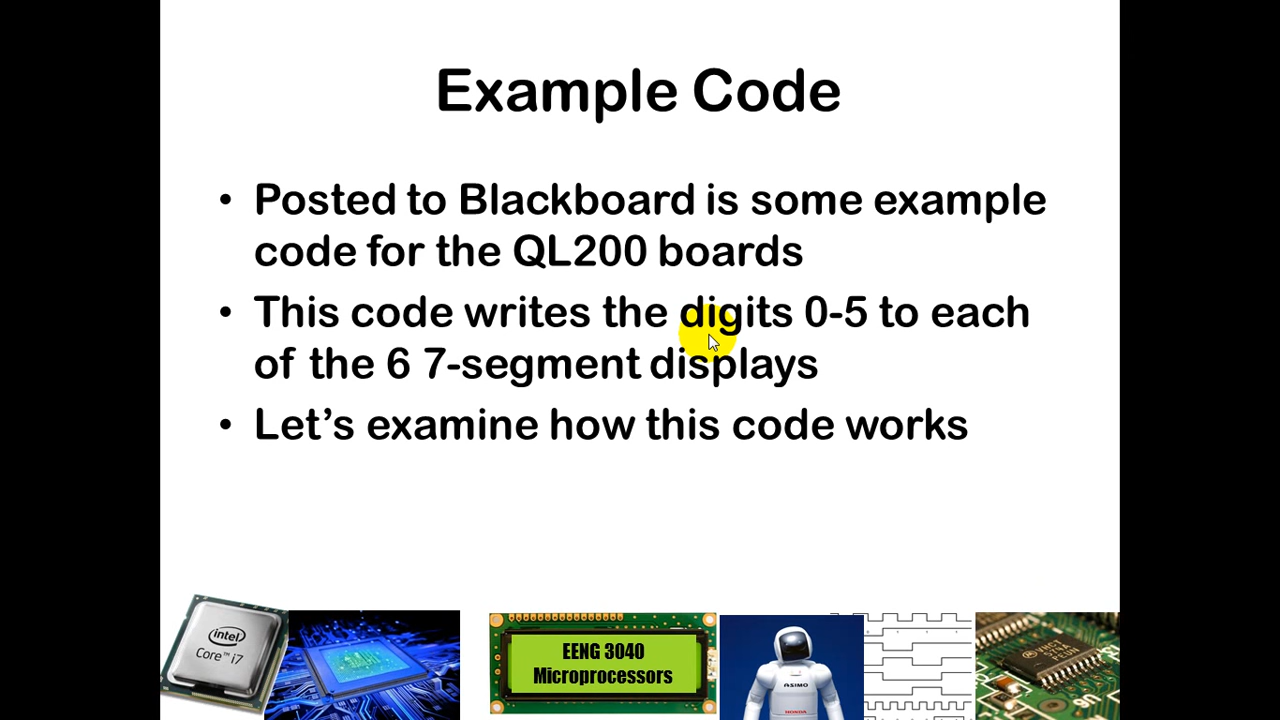 Example Code
• Posted to Blackboard is some example
code for the QL200 boards
• This code writes the digits 0-5 to each
of the 6 7-segment displays
• Let’s examine how this code works
intel
Core™ i7
EENG 3040
Microprocessors
ASIMO
HONDA